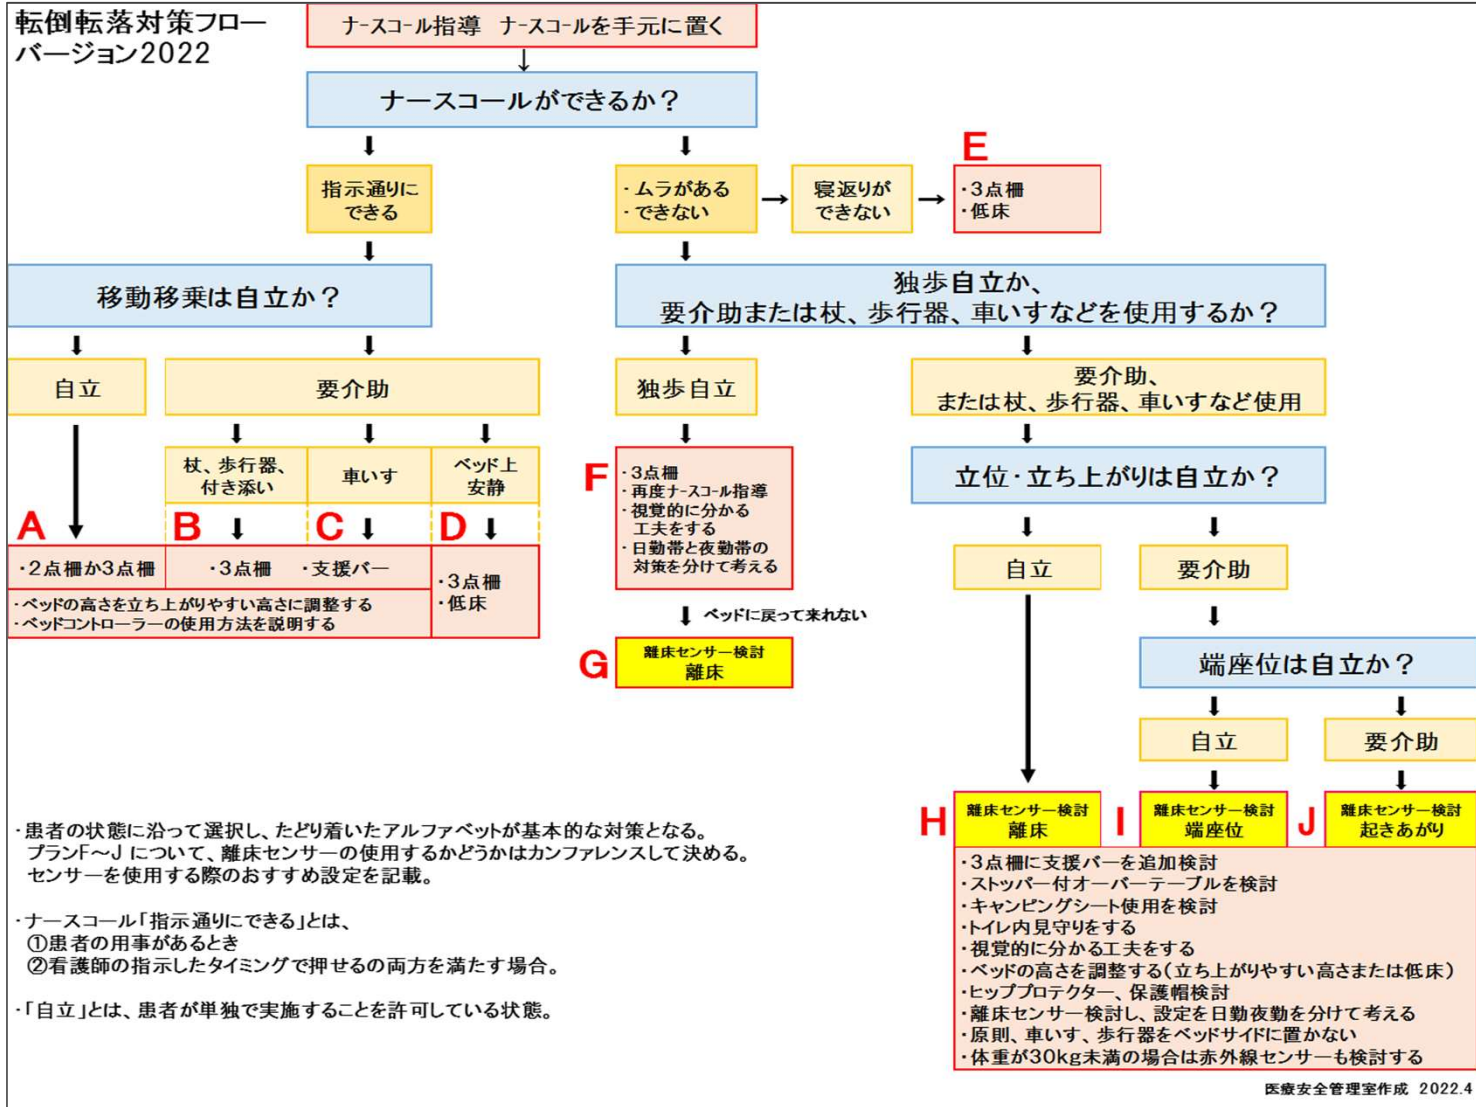 転倒転落対策フロー
バージョン2022
ナースコール指導　ナースコールを手元に置く
↓
ナースコールができるか？
指示通りに
できる
・ムラがある
・できない
寝返りが
できない
E
・3点柵
・低床
移動移乗は自立か？
独歩自立か、
要介助または杖、歩行器、車いすなどを使用するか？
自立
要介助
独歩自立
要介助、
または杖、歩行器、車いすなど使用
杖、歩行器、
付き添い
車いす
ベッド上
安静
A
・2点柵か3点柵
B
C
・3点柵　・支援バー
・ベッドの高さを立ち上がりやすい高さに調整する
・ベッドコントローラーの使用方法を説明する
D
・3点柵
・低床
F
・3点柵
・再度ナースコール指導
・視覚的に分かる
工夫をする
・日勤帯と夜勤帯の
対策を分けて考える
ベッドに戻って来れない
G
離床センサー検討
離床
立位・立ち上がりは自立か？
自立
要介助
端座位は自立か？
自立
要介助
H
離床センサー検討
離床
I
離床センサー検討
端座位
J
離床センサー検討
起きあがり
・3点柵に支援バーを追加検討
・ストッパー付オーバーテーブルを検討
・キャンピングシート使用を検討
・トイレ内見守りをする
・視覚的に分かる工夫をする
・ベッドの高さを調整する（立ち上がりやすい高さまたは低床）
・ヒッププロテクター、保護帽検討
・離床センサー検討し、設定を日勤夜勤を分けて考える
・原則、車いす、歩行器をベッドサイドに置かない
・体重が30kg未満の場合は赤外線センサーも検討する
・患者の状態に沿って選択し、たどり着いたアルファベットが基本的な対策となる。
プランF～J について、離床センサーの使用するかどうかはカンファレンスして決める。
センサーを使用する際のおすすめ設定を記載。
・ナースコール「指示通りにできる」とは、
①患者の用事があるとき
②看護師の指示したタイミングで押せるの両方を満たす場合。
・「自立」とは、患者が単独で実施することを許可している状態。
医療安全管理室作成 2022.4